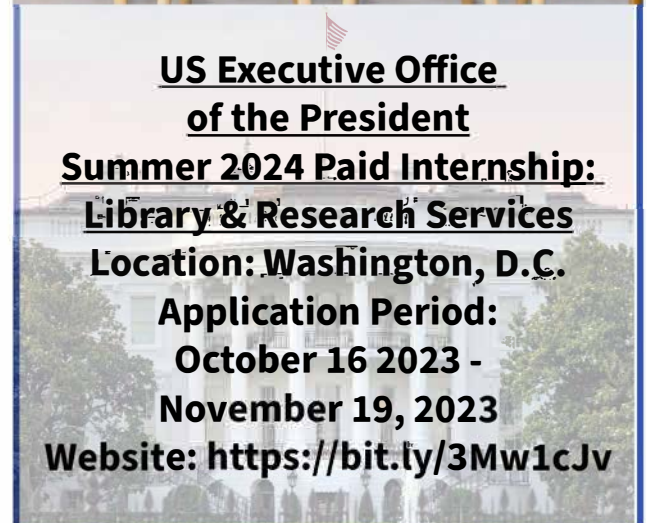 US Executive Office
of the President
Summer 2024 Paid Internship:
Library & Research Services
Location: Washington, D.C.
Application Period:
October 16 2023 -
November 19, 2023
Website: https://bit.ly/3Mw1cJv